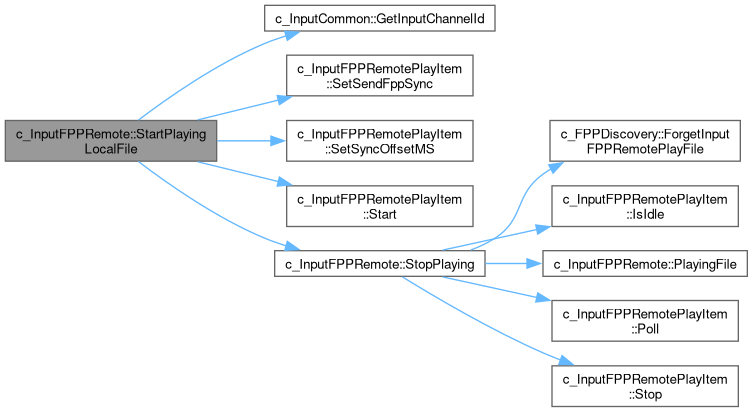 c_InputCommon::GetInputChannelId
c_InputFPPRemotePlayItem
::SetSendFppSync
c_InputFPPRemote::StartPlaying
LocalFile
c_InputFPPRemotePlayItem
::SetSyncOffsetMS
c_InputFPPRemotePlayItem
::Start
c_InputFPPRemote::StopPlaying
c_FPPDiscovery::ForgetInput
FPPRemotePlayFile
c_InputFPPRemotePlayItem
::IsIdle
c_InputFPPRemote::PlayingFile
c_InputFPPRemotePlayItem
::Poll
c_InputFPPRemotePlayItem
::Stop